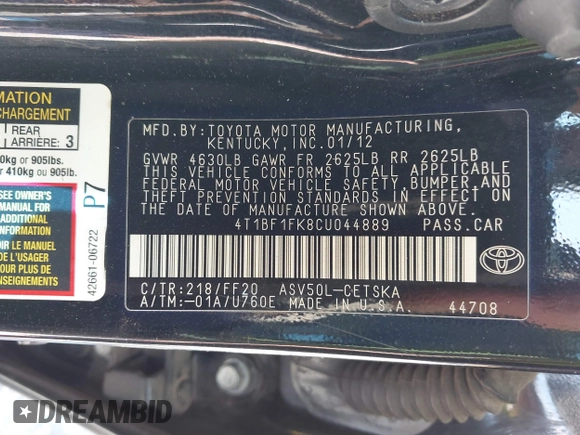 MATION
CHARGEMENT
REAR
ARRIÈRE: 3
0kg or 905lbs.
r 410kg ou 905lb.
SEE OWNER'S
MANUAL FOR
INFORMATION
OIR LE MANUEL
DE L'USAGER
P7
42661-06722
MFD.BY:TOYOTA MOTOR MANUFACTURING,
KENTUCKY,INC.01/12
GVWR 4630LB GAWR FR 2625LB RR 2625LB
THIS VEHICLE CONFORMS TO ALL APPLICABLE
FEDERAL MOTOR VEHICLE SAFETY,BUMPER,AND
THEFT PREVENTION STANDARDS IN EFFECT ON
THE DATE OF MANUFACTURE SHOWN ABOVE.
4T1BF1FK8CU044889 PASS.CAR
C/TR:218/FF20 ASV50L-CETSKA
A/TM:-01A/U760E MADE IN U.S.A. 44708
TOYOTA
DREAMBID